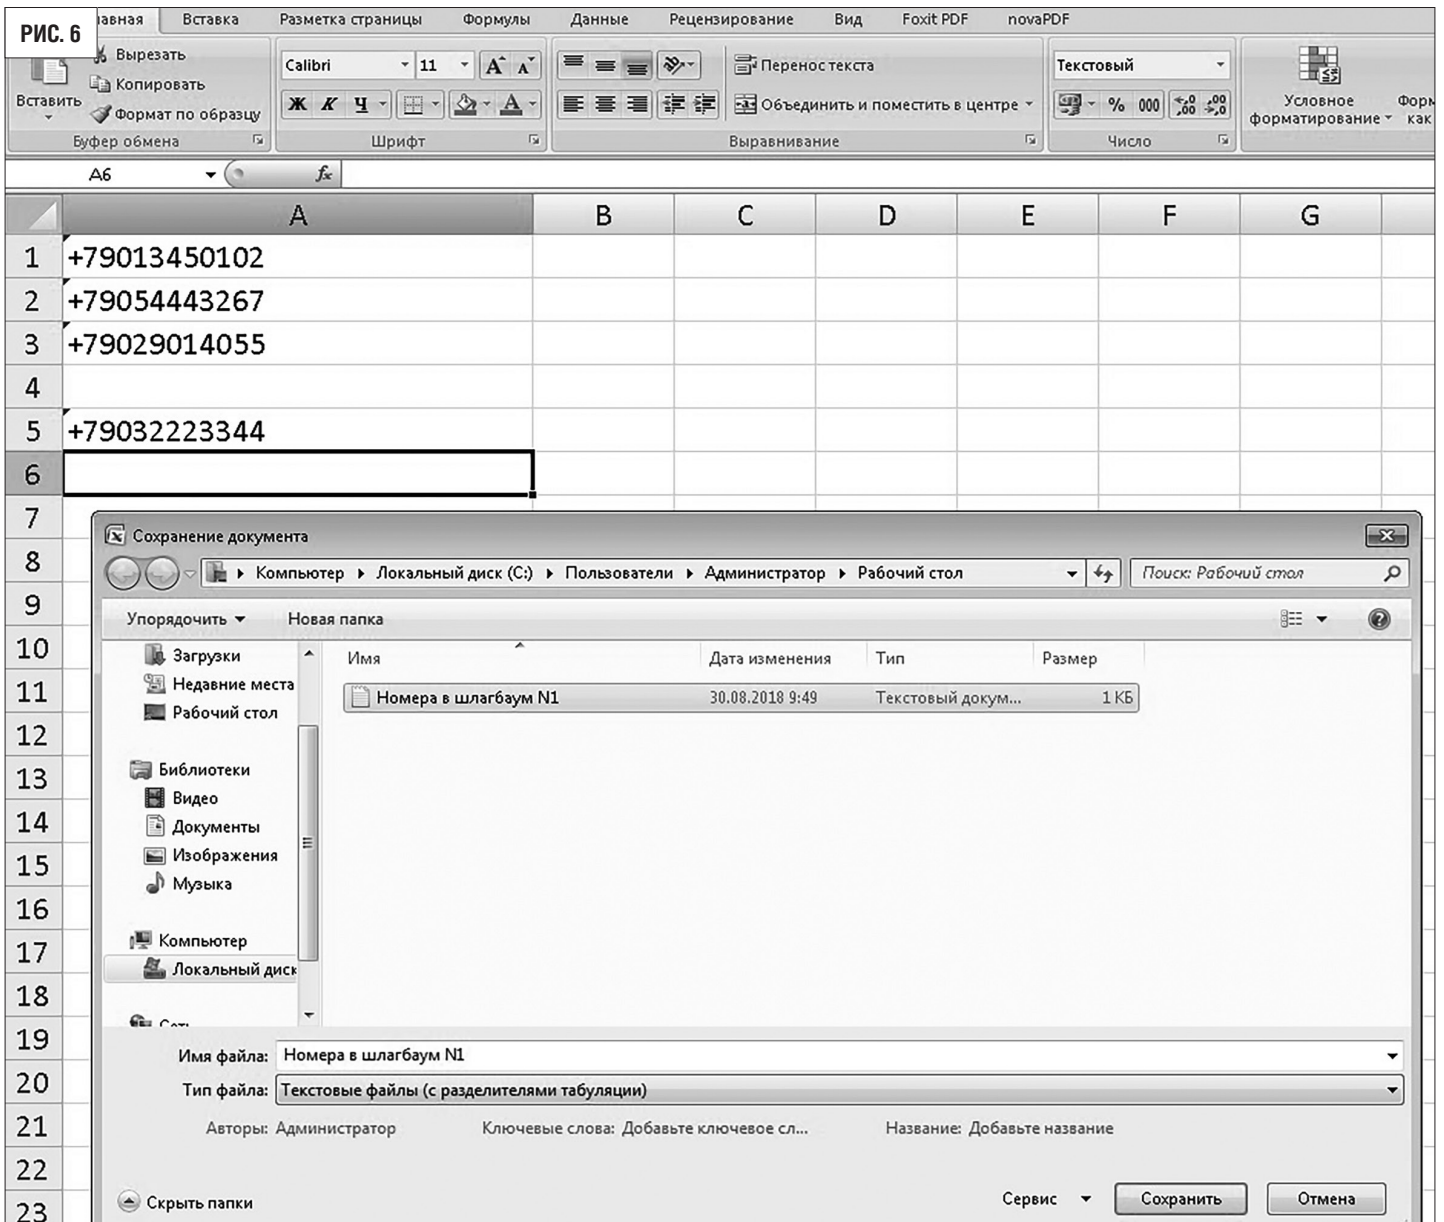 РИС. 6
авная Вставка Разметка страницы Формулы Данные Рецензирование Вид Foxit PDF novaPDF
Вырезать
Копировать
Формат по образцу
Вставить
Буфер обмена
Calibri 11
Ж К Ч
Шрифт
Перенос текста
Объединить и поместить в центре
Выравнивание
Текстовый
% 000
Число
Условное
форматирование
Форм
как
A6 fx
A B C D E F G
1 +79013450102
2 +79054443267
3 +79029014055
4
5 +79032223344
6
7
8
9
10
11
12
13
14
15
16
17
18
19
20
21
22
23
Сохранение документа
Компьютер Локальный диск (C:) Пользователи Администратор Рабочий стол
Поиск: Рабочий стол
Упорядочить Новая папка
Загрузки
Недавние места
Рабочий стол
Библиотеки
Видео
Документы
Изображения
Музыка
Компьютер
Локальный диск
Имя Дата изменения Тип Размер
Номера в шлагбаум N1 30.08.2018 9:49 Текстовый докум... 1 КБ
Имя файла: Номера в шлагбаум N1
Тип файла: Текстовые файлы (с разделителями табуляции)
Авторы: Администратор Ключевые слова: Добавьте ключевое сл... Название: Добавьте название
Скрыть папки Сервис Сохранить Отмена